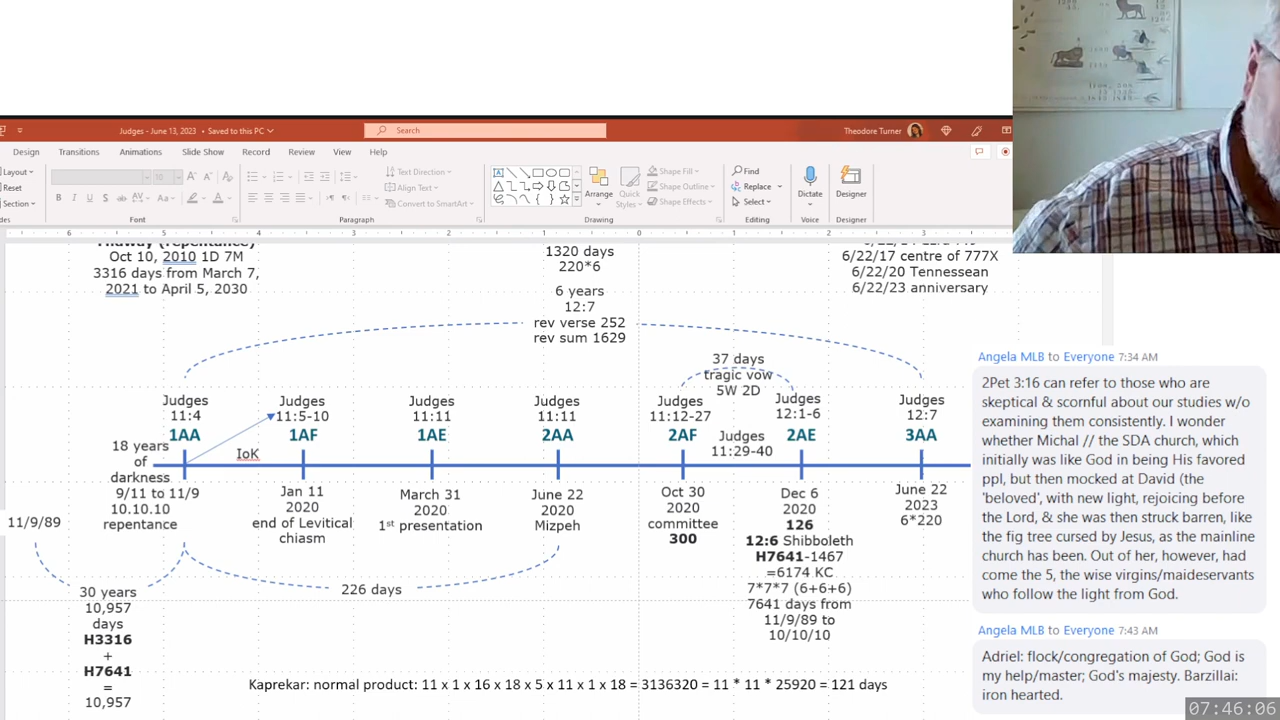 Judges - June 13, 2023 • Saved to this PC
Search
Theodore Turner
Design Transitions Animations Slide Show Record Review View Help
Layout
Reset
Section
Font
Text Direction
Align Text
Convert to SmartArt
Paragraph
Arrange
Quick
Styles
Shape Fill
Shape Outline
Shape Effects
Drawing
Find
Replace
Select
Editing
Dictate
Voice
Designer
Designer
6 5 4 3 2 1 0 1 2 3
Oct 10, 2010 1D 7M
3316 days from March 7,
2021 to April 5, 2030
1320 days
220*6
6 years
12:7
rev verse 252
rev sum 1629
6/22/17 centre of 777X
6/22/20 Tennessean
6/22/23 anniversary
37 days
tragic vow
5W 2D
Judges
11:4
1AA
Judges
11:5-10
1AF
Judges
11:11
1AE
Judges
11:11
2AA
Judges
11:12-27
2AF
Judges
11:29-40
Judges
12:1-6
2AE
Judges
12:7
3AA
IoK
18 years
of
darkness
9/11 to 11/9
10.10.10
repentance
11/9/89
Jan 11
2020
end of Levitical
chiasm
March 31
2020
1st presentation
June 22
2020
Mizpeh
Oct 30
2020
committee
300
Dec 6
2020
126
12:6 Shibboleth
H7641-1467
=6174 KC
7*7*7 (6+6+6)
7641 days from
11/9/89 to
10/10/10
June 22
2023
6*220
226 days
30 years
10,957
days
H3316
+
H7641
=
10,957
Kaprekar: normal product: 11 x 1 x 16 x 18 x 5 x 11 x 1 x 18 = 3136320 = 11 * 11 * 25920 = 121 days
Angela MLB to Everyone 7:34 AM
2Pet 3:16 can refer to those who are
skeptical & scornful about our studies w/o
examining them consistently. I wonder
whether Michal // the SDA church, which
initially was like God in being His favored
ppl, but then mocked at David (the
'beloved', with new light, rejoicing before
the Lord, & she was then struck barren, like
the fig tree cursed by Jesus, as the mainline
church has been. Out of her, however, had
come the 5, the wise virgins/maideservants
who follow the light from God.
Angela MLB to Everyone 7:43 AM
Adriel: flock/congregation of God; God is
my help/master; God's majesty. Barzillai:
iron hearted.
07:46:06